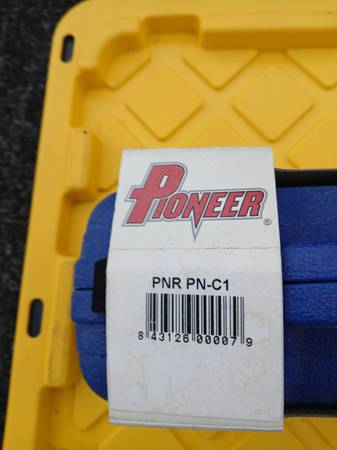 PIONEER®
PNR PN-C1
8 43126 00007 9